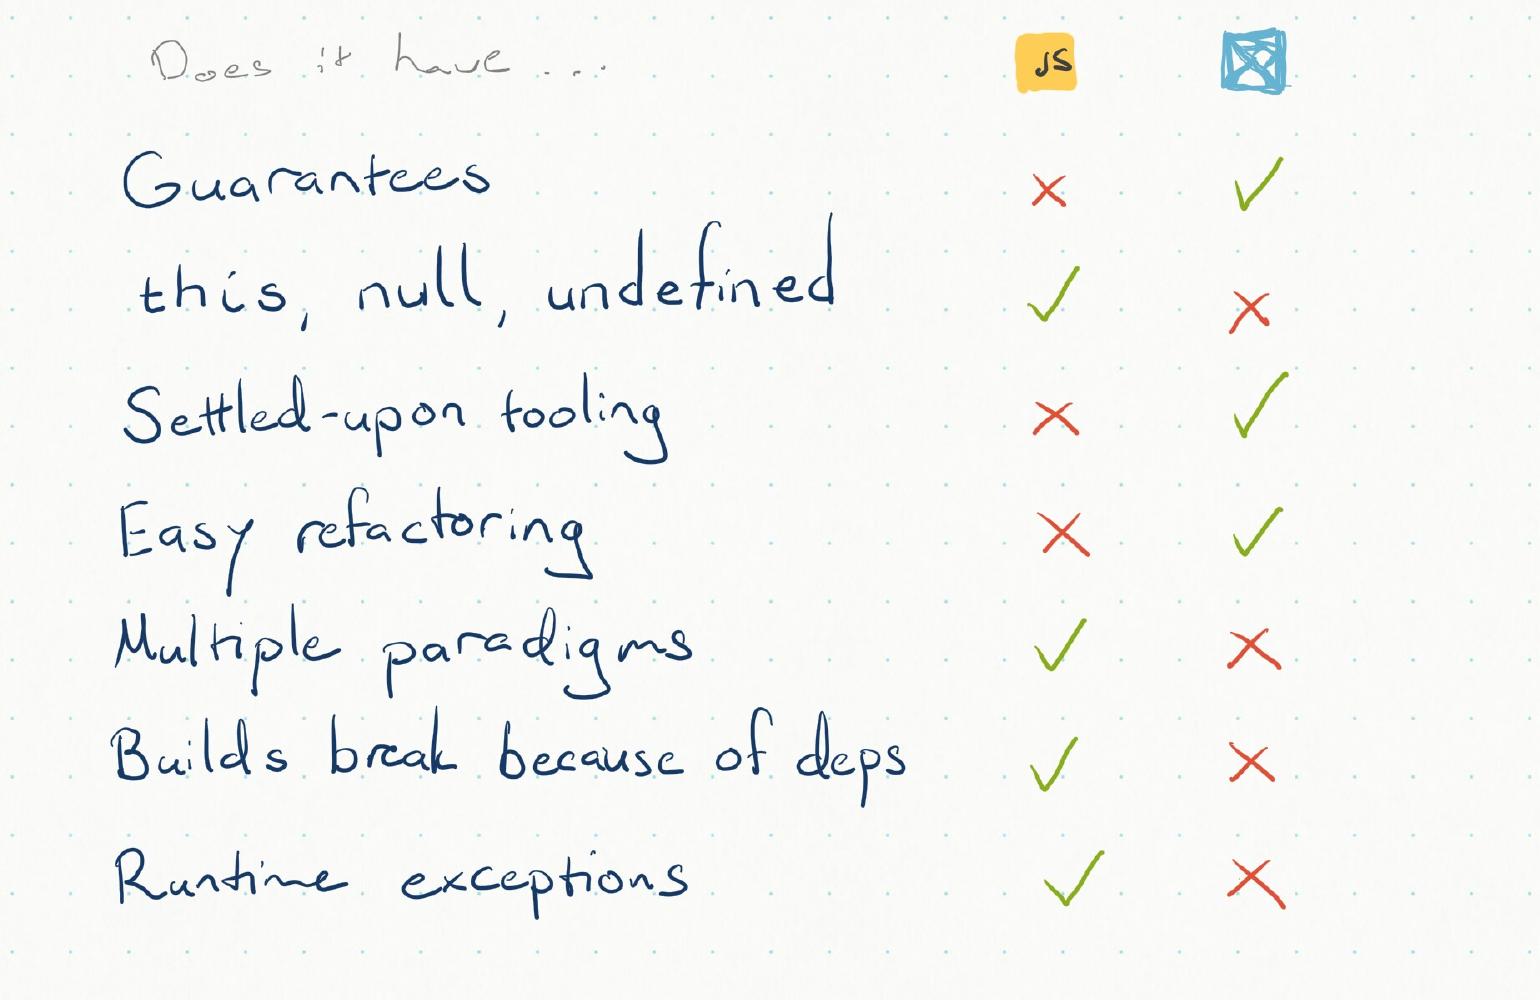 Does it have ... JS
Guarantees ✗ ✓
this, null, undefined ✓ ✗
Settled-upon tooling ✗ ✓
Easy refactoring ✗ ✓
Multiple paradigms ✓ ✗
Builds break because of deps ✓ ✗
Runtime exceptions ✓ ✗